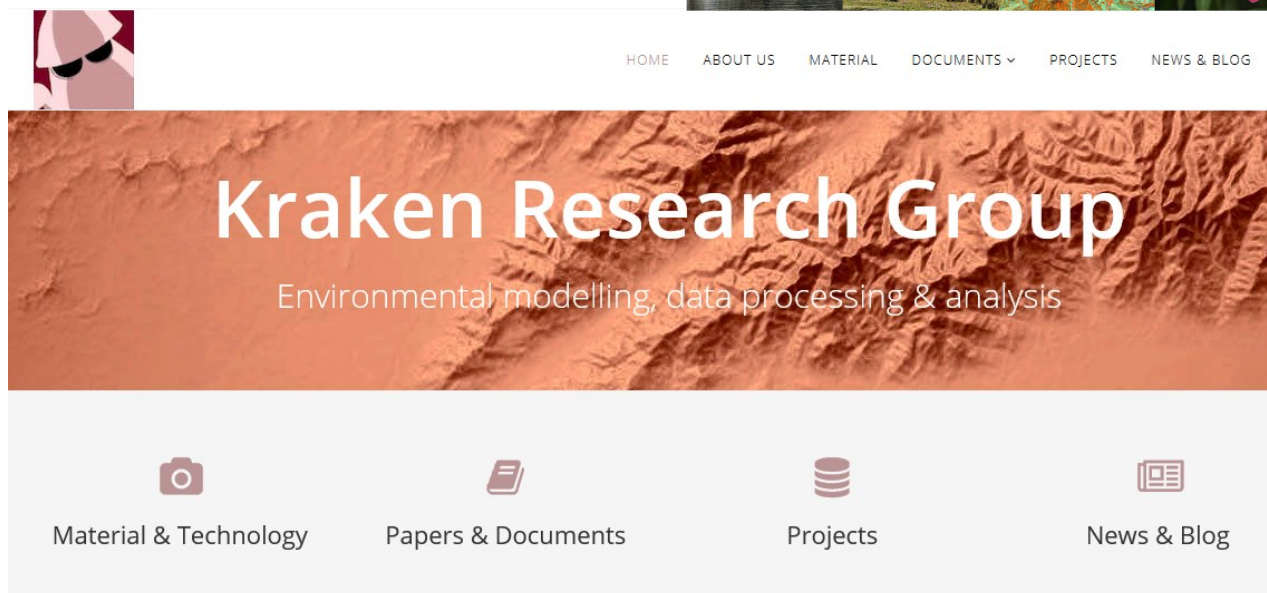 HOME ABOUT US MATERIAL DOCUMENTS PROJECTS NEWS & BLOG
Kraken Research Group
Environmental modelling, data processing & analysis
Material & Technology Papers & Documents Projects News & Blog